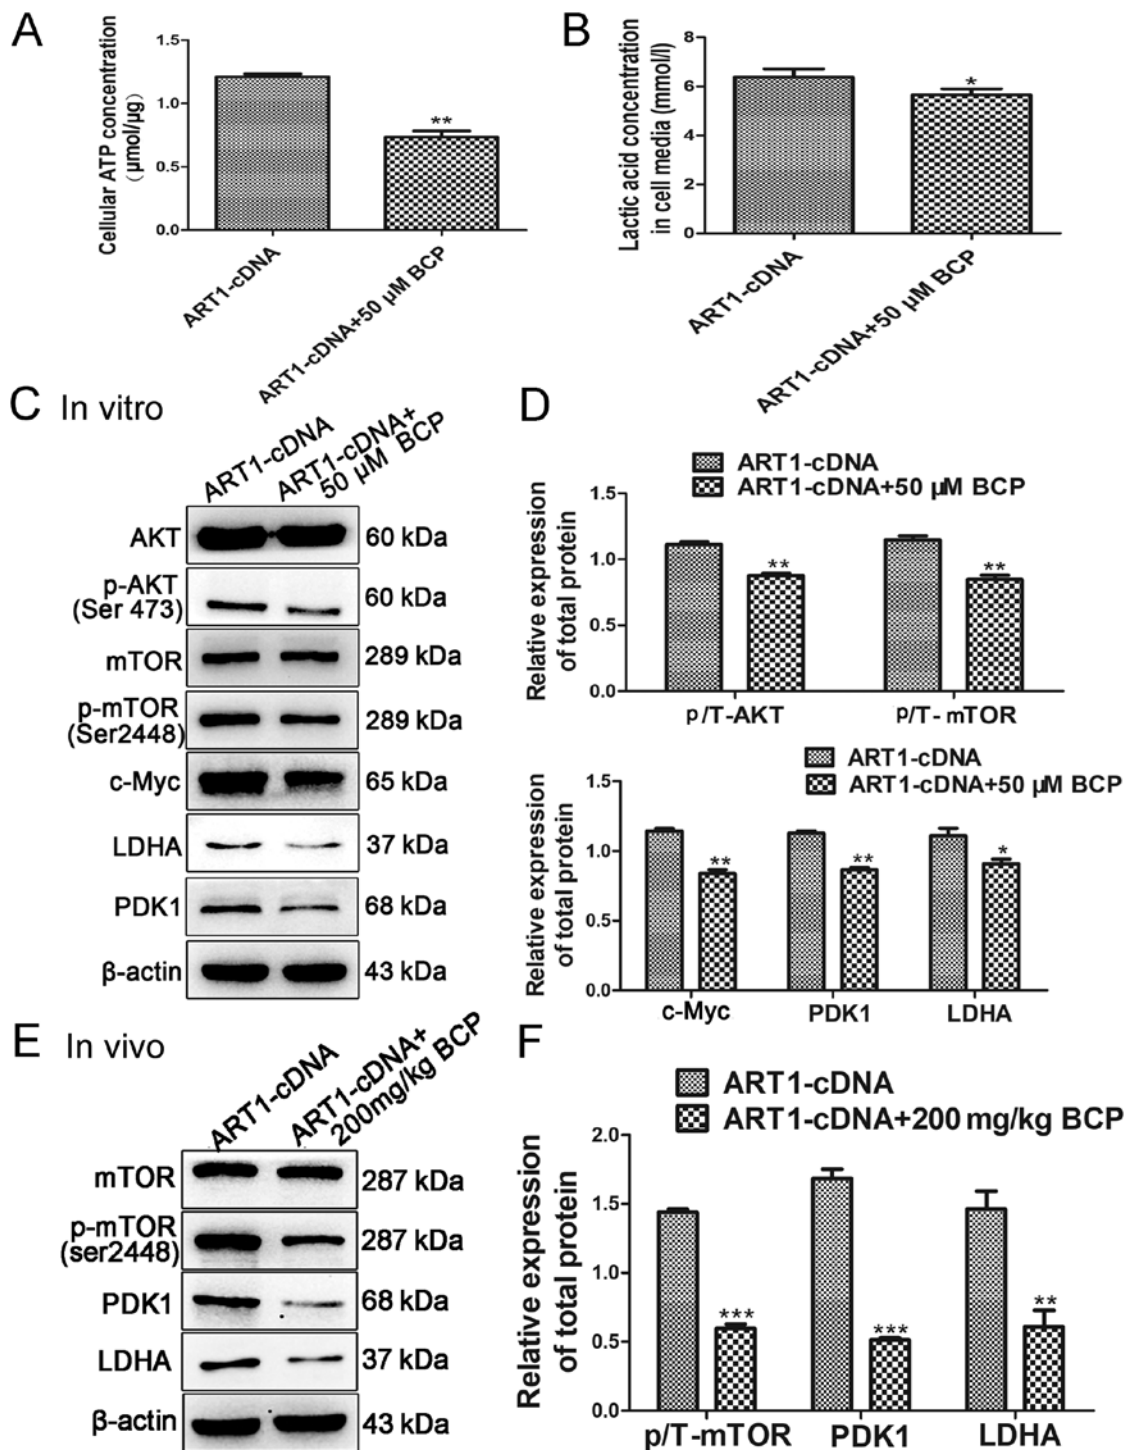 A
Cellular ATP concentration
(μmol/μg)
1.5
1.0
0.5
0.0
**
ART1-cDNA
ART1-cDNA+50 μM BCP
B
Lactic acid concentration
in cell media (mmol/l)
8
6
4
2
0
*
ART1-cDNA
ART1-cDNA+50 μM BCP
C In vitro
ART1-cDNA
ART1-cDNA+
50 μM BCP
AKT 60 kDa
p-AKT
(Ser 473) 60 kDa
mTOR 289 kDa
p-mTOR
(Ser2448) 289 kDa
c-Myc 65 kDa
LDHA 37 kDa
PDK1 68 kDa
β-actin 43 kDa
D
ART1-cDNA
ART1-cDNA+50 μM BCP
Relative expression
of total protein
1.5
1.0
0.5
0.0
** **
p/T-AKT p/T-mTOR
ART1-cDNA
ART1-cDNA+50 μM BCP
Relative expression
of total protein
1.5
1.0
0.5
0.0
** ** *
c-Myc PDK1 LDHA
E In vivo
ART1-cDNA
ART1-cDNA+
200mg/kg BCP
mTOR 287 kDa
p-mTOR
(ser2448) 287 kDa
PDK1 68 kDa
LDHA 37 kDa
β-actin 43 kDa
F
ART1-cDNA
ART1-cDNA+200 mg/kg BCP
Relative expression
of total protein
2.0
1.5
1.0
0.5
0.0
*** *** **
p/T-mTOR PDK1 LDHA